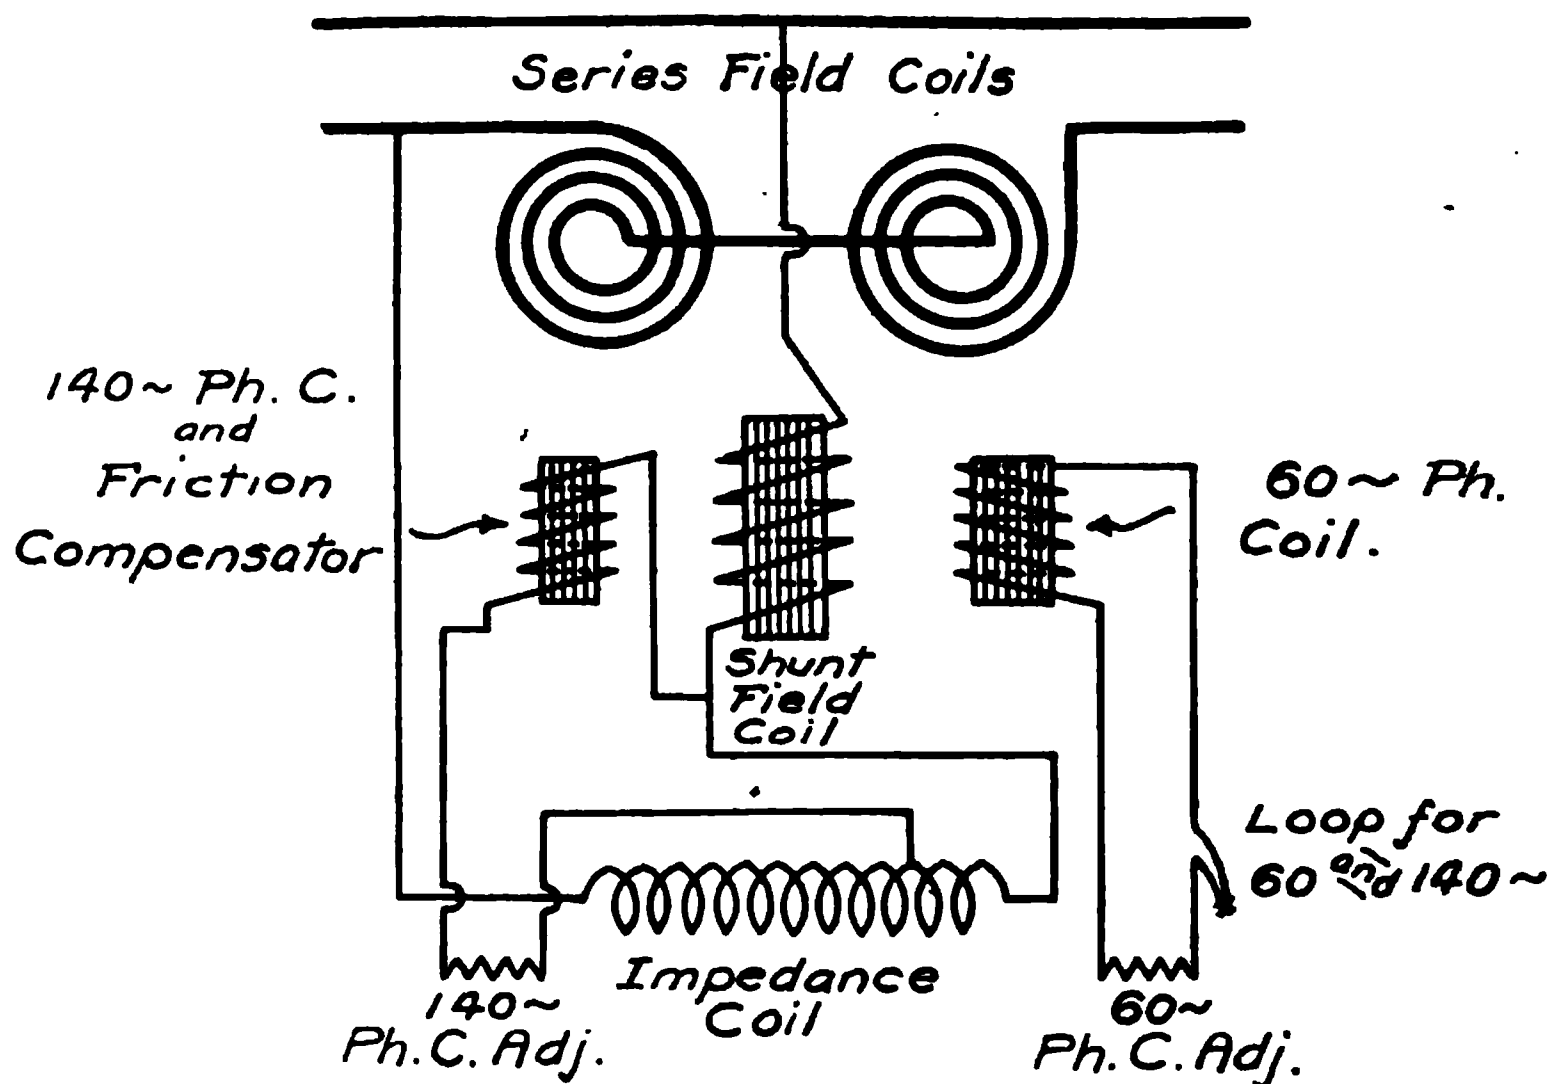 Series Field Coils
140~ Ph. C.
and
Friction
Compensator
60~ Ph.
Coil.
Shunt
Field
Coil
Loop for
60 and 140~
Impedance
Coil
140~
Ph.C. Adj.
60~
Ph.C. Adj.